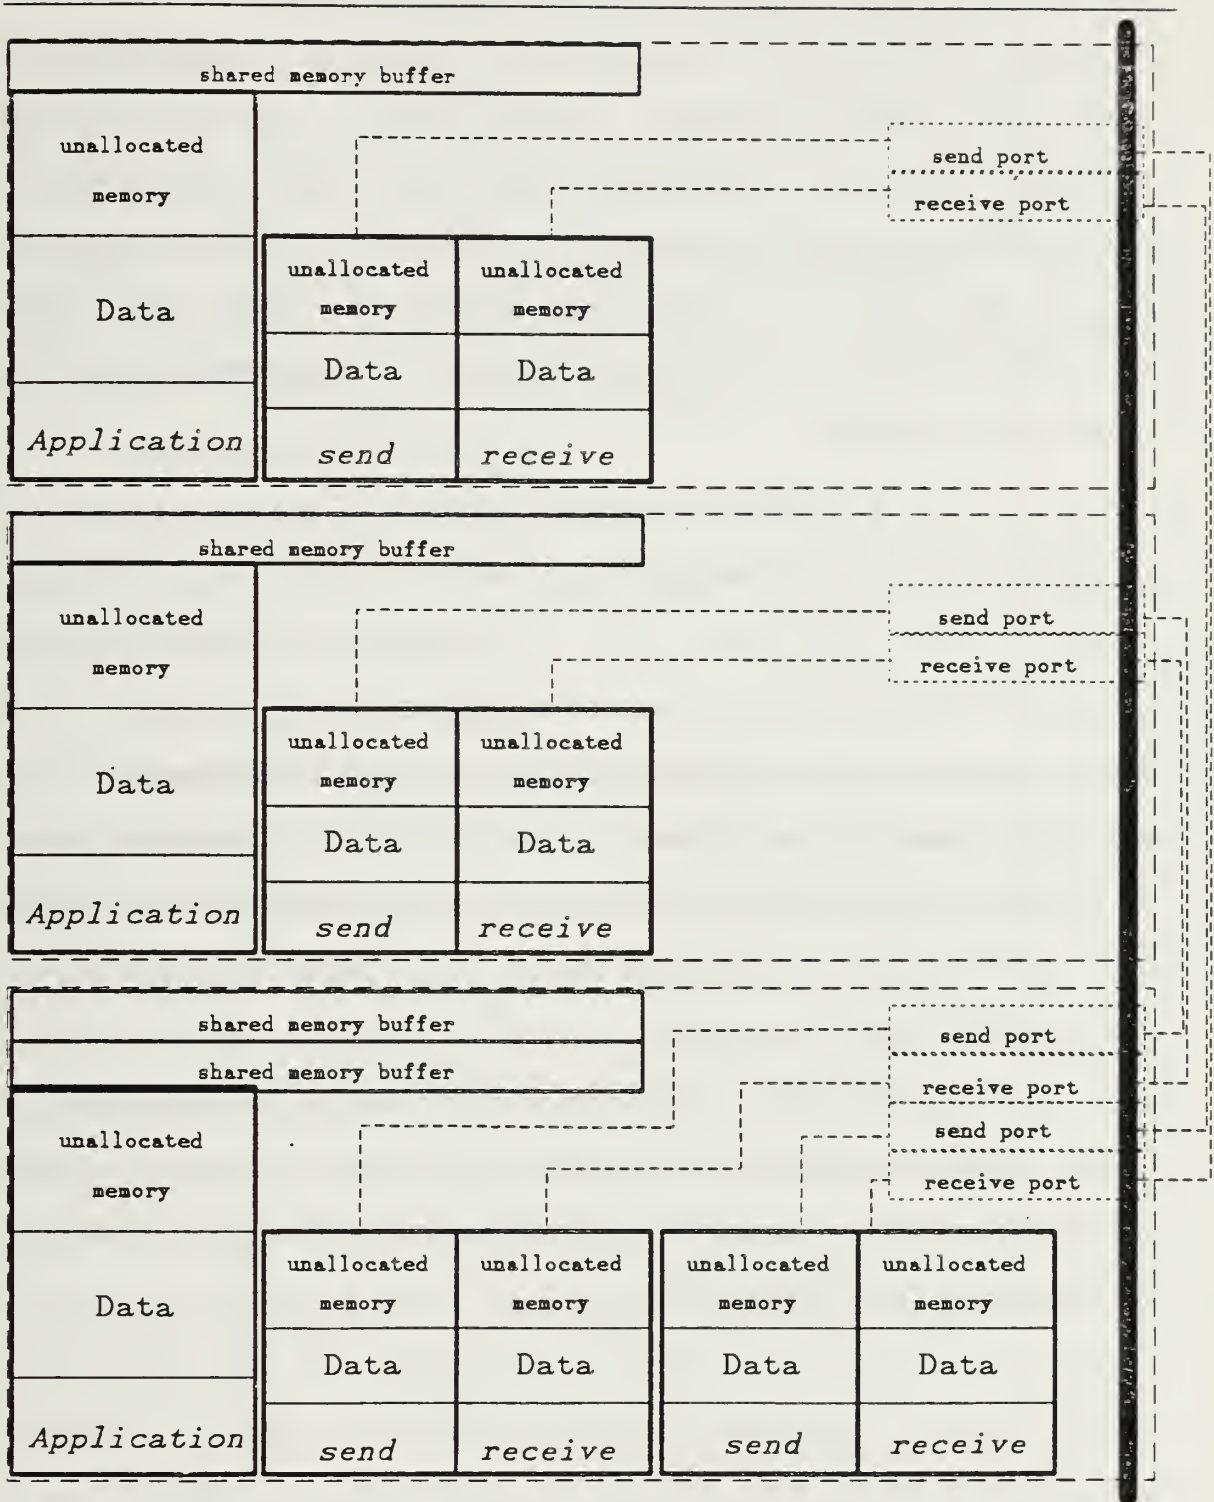 shared memory buffer
unallocated
memory
send port
receive port
Data
unallocated
memory
unallocated
memory
Data
Data
Application
send
receive
shared memory buffer
unallocated
memory
send port
receive port
Data
unallocated
memory
unallocated
memory
Data
Data
Application
send
receive
shared memory buffer
shared memory buffer
send port
receive port
send port
receive port
unallocated
memory
Data
unallocated
memory
unallocated
memory
unallocated
memory
unallocated
memory
Data
Data
Data
Data
Application
send
receive
send
receive